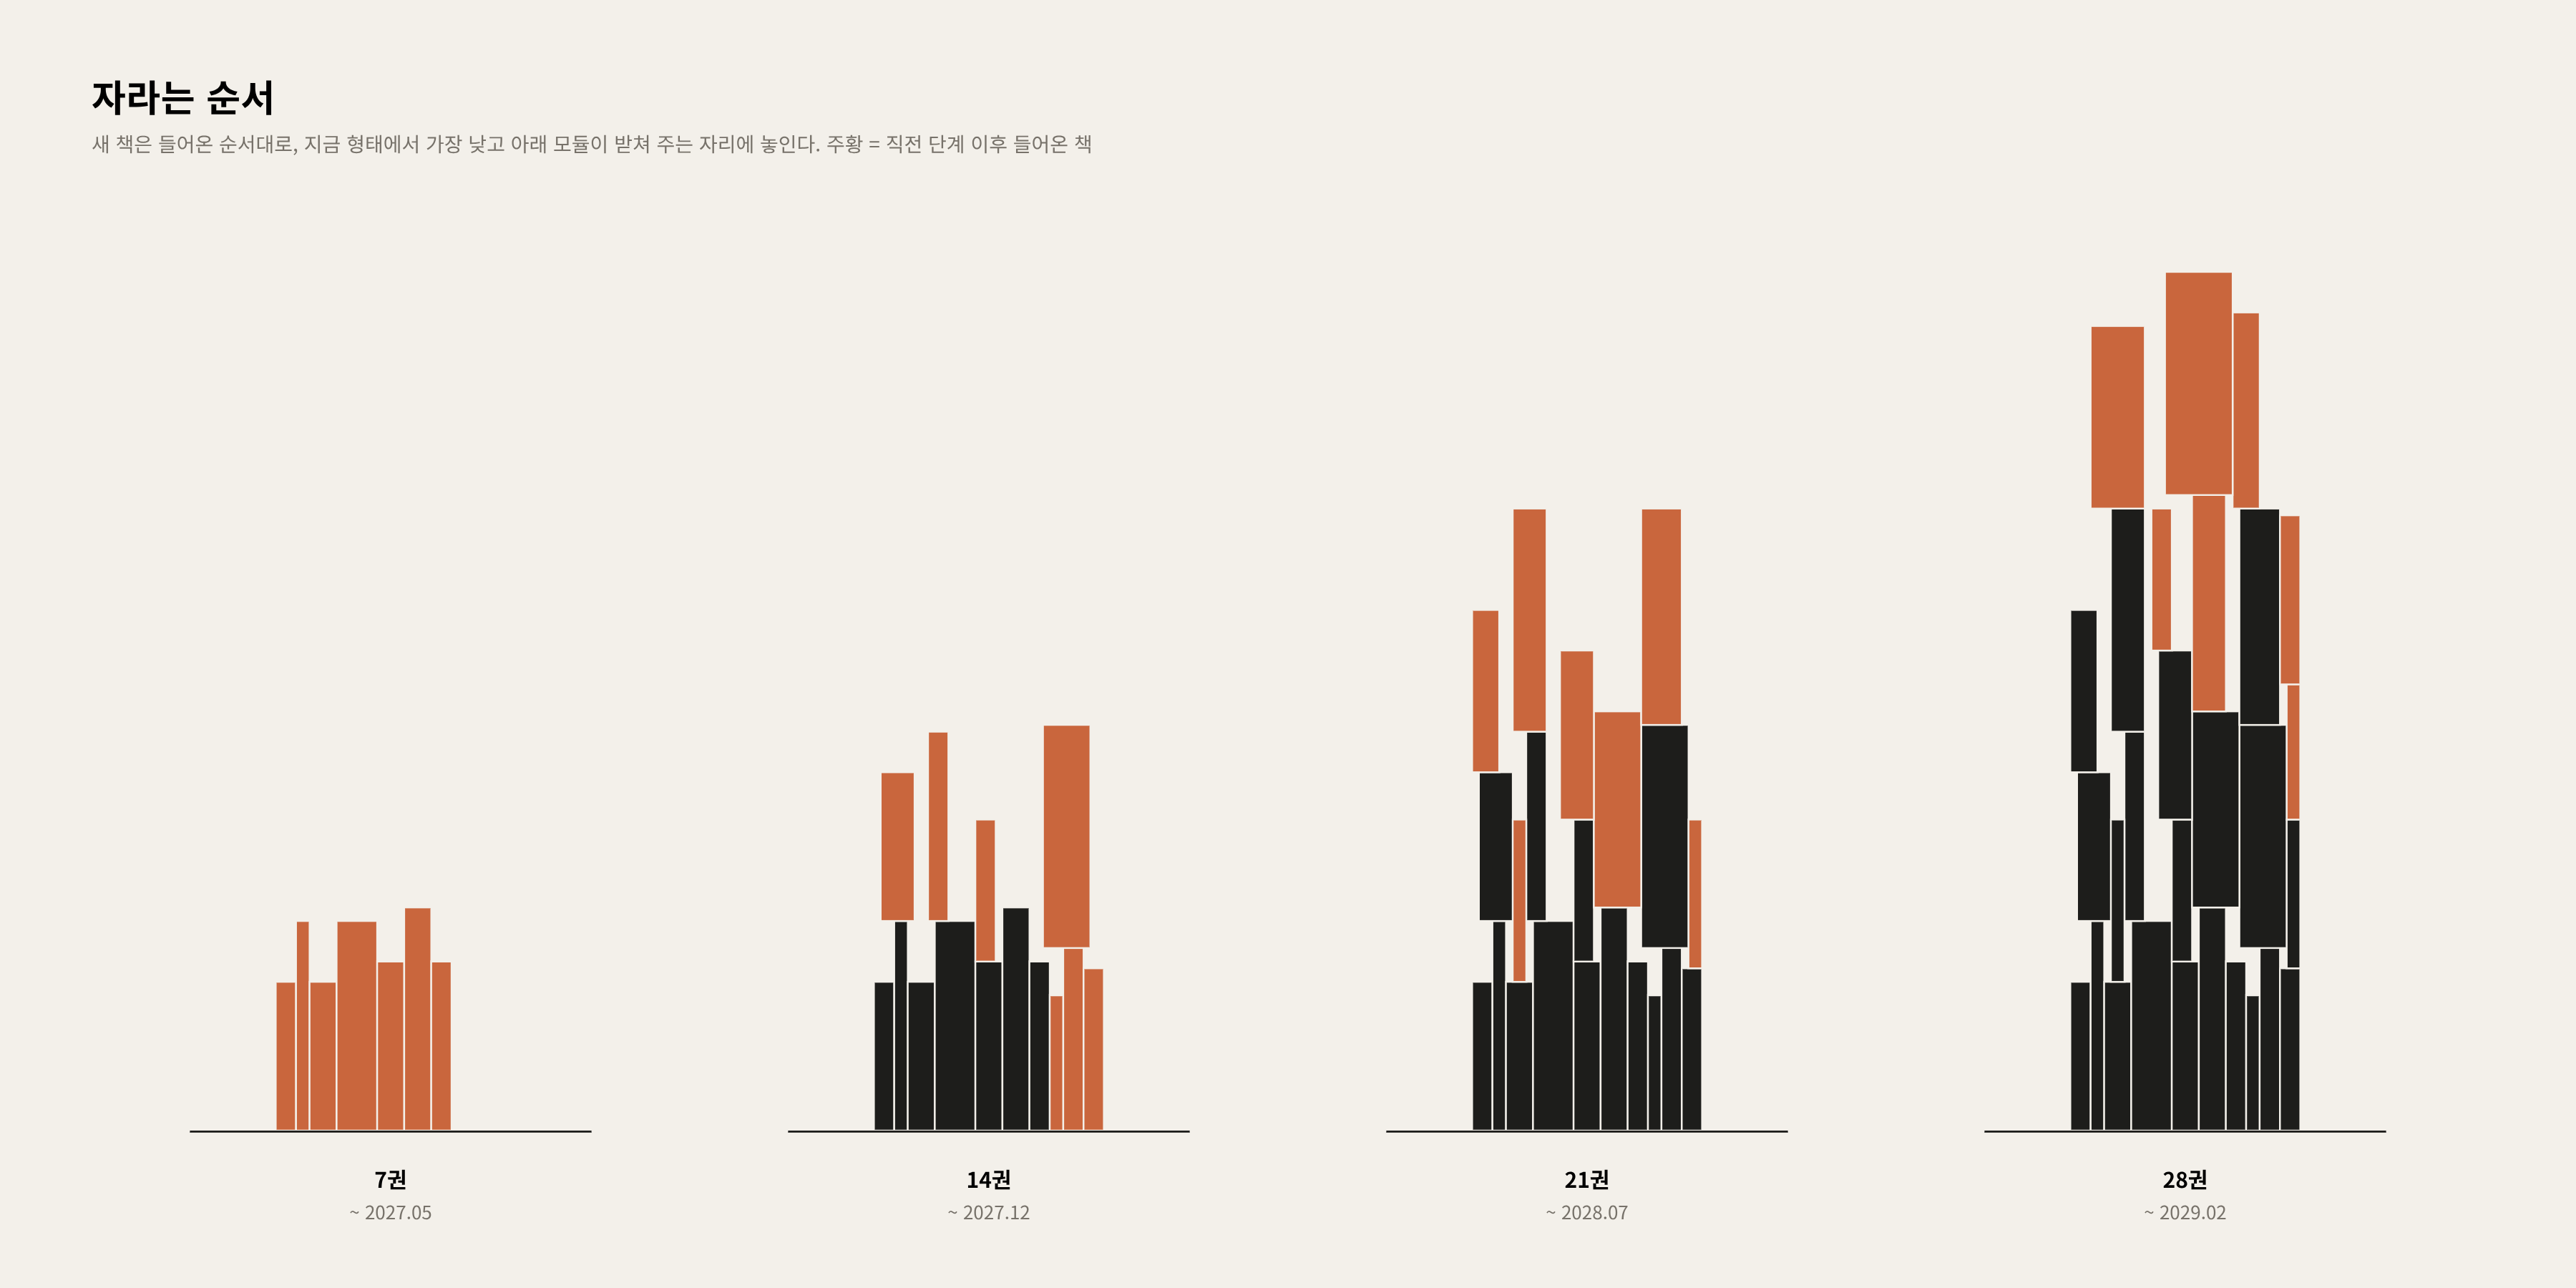 자라는 순서
새 책은 들어온 순서대로, 지금 형태에서 가장 낮고 아래 모듈이 받쳐 주는 자리에 놓인다. 주황 = 직전 단계 이후 들어온 책
7권
~ 2027.05
14권
~ 2027.12
21권
~ 2028.07
28권
~ 2029.02